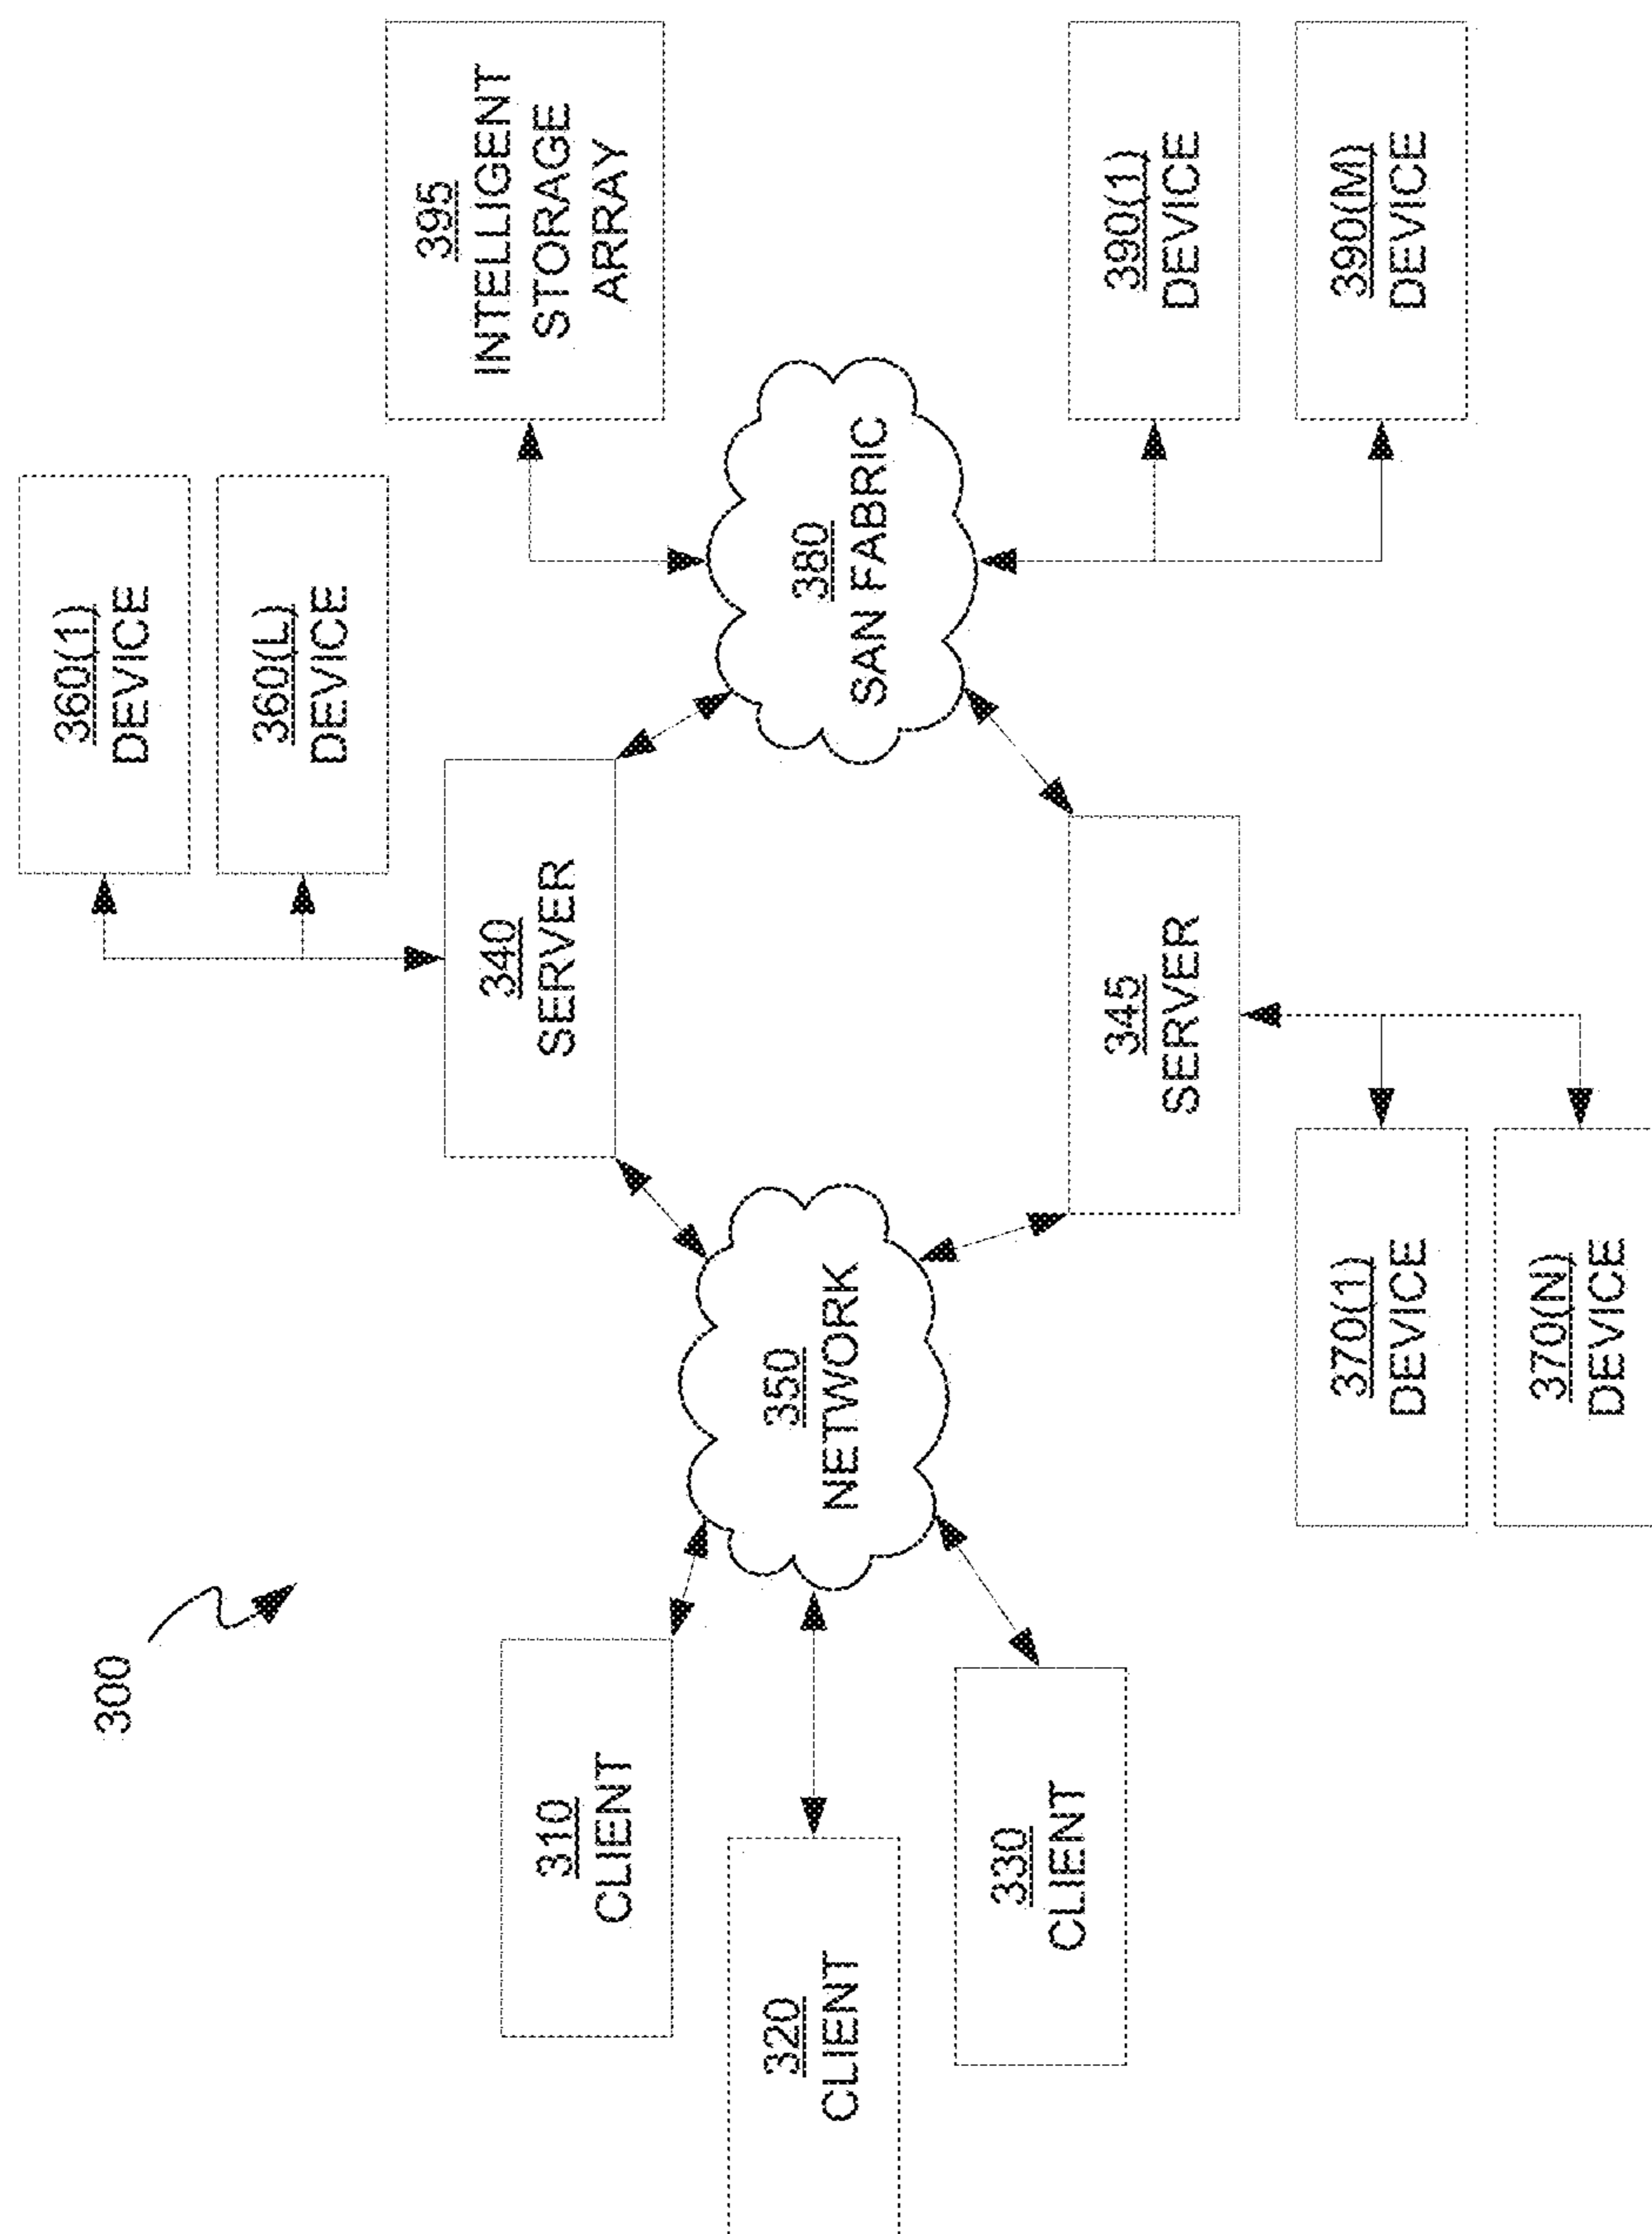 300
360(1)
DEVICE
360(L)
DEVICE
395
INTELLIGENT
STORAGE
ARRAY
310
CLIENT
340
SERVER
320
CLIENT
350
NETWORK
380
SAN FABRIC
330
CLIENT
345
SERVER
390(1)
DEVICE
370(1)
DEVICE
390(M)
DEVICE
370(N)
DEVICE